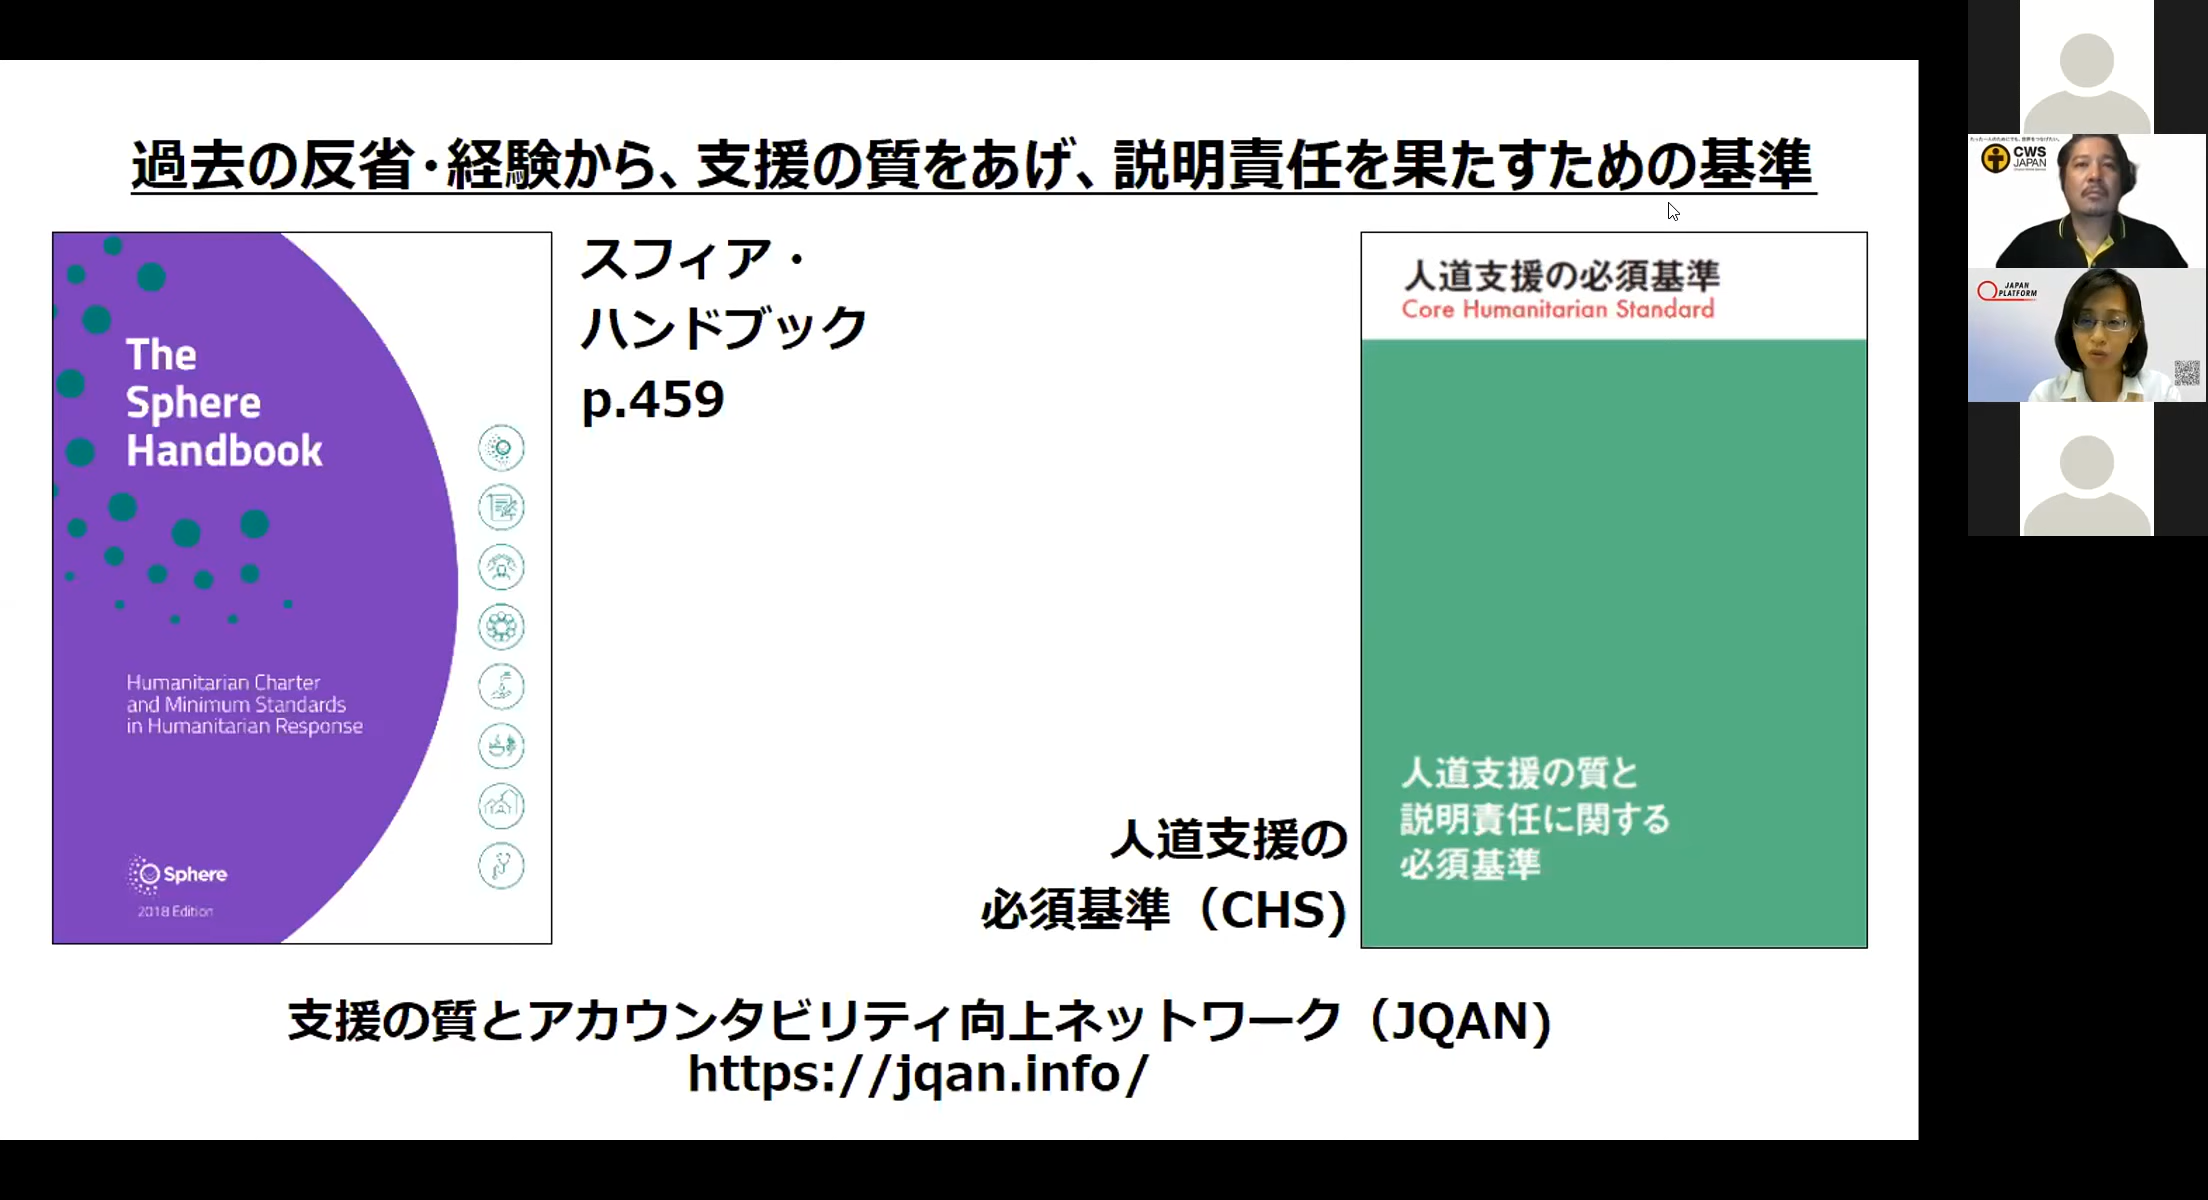 過去の反省・経験から、支援の質をあげ、説明責任を果たすための基準
The
Sphere
Handbook
Humanitarian Charter
and Minimum Standards
in Humanitarian Response
Sphere
2018 Edition
スフィア・
ハンドブック
p.459
人道支援の
必須基準（CHS)
人道支援の必須基準
Core Humanitarian Standard
人道支援の質と
説明責任に関する
必須基準
支援の質とアカウンタビリティ向上ネットワーク（JQAN)
https://jqan.info/
CWS
JAPAN
JAPAN
PLATFORM